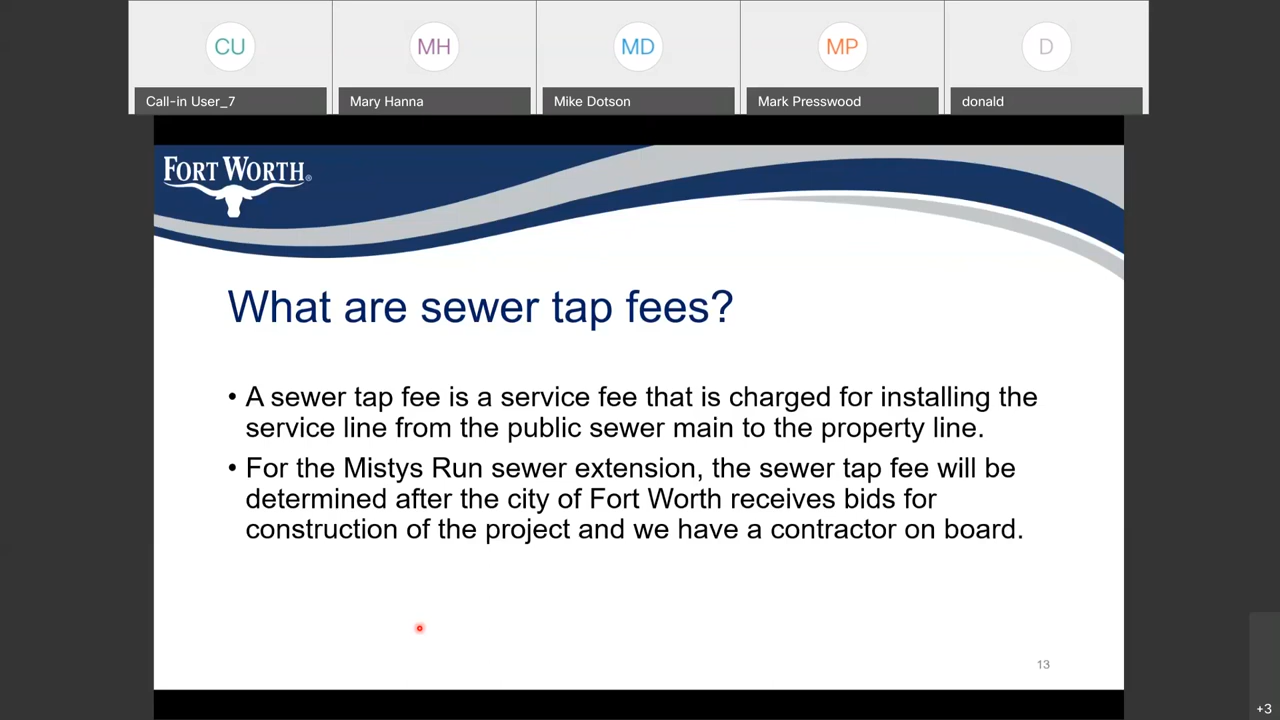 CU
MH
MD
MP
D
Call-in User_7
Mary Hanna
Mike Dotson
Mark Presswood
donald
FORT WORTH®
What are sewer tap fees?
• A sewer tap fee is a service fee that is charged for installing the
service line from the public sewer main to the property line.
• For the Mistys Run sewer extension, the sewer tap fee will be
determined after the city of Fort Worth receives bids for
construction of the project and we have a contractor on board.
13
+3